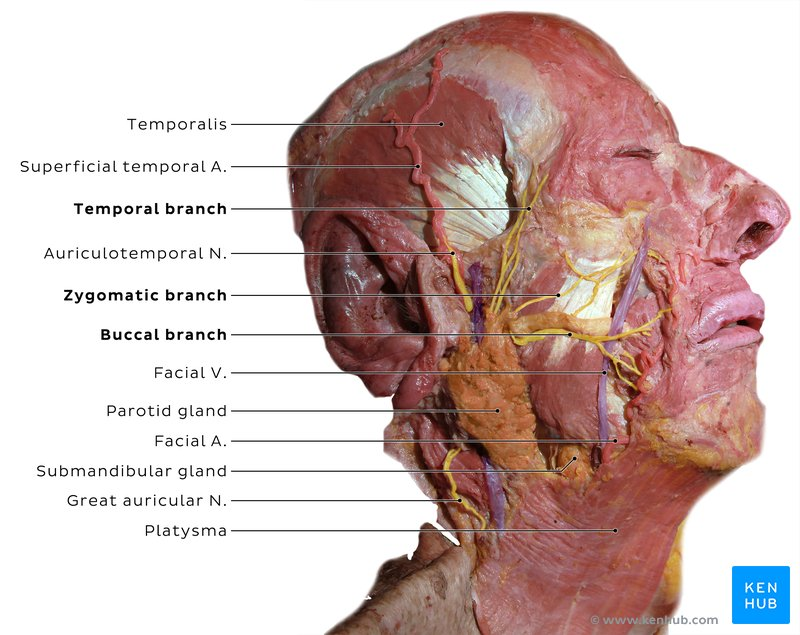 Temporalis
Superficial temporal A.
Temporal branch
Auriculotemporal N.
Zygomatic branch
Buccal branch
Facial V.
Parotid gland
Facial A.
Submandibular gland
Great auricular N.
Platysma
KEN
HUB
© www.kenhub.com